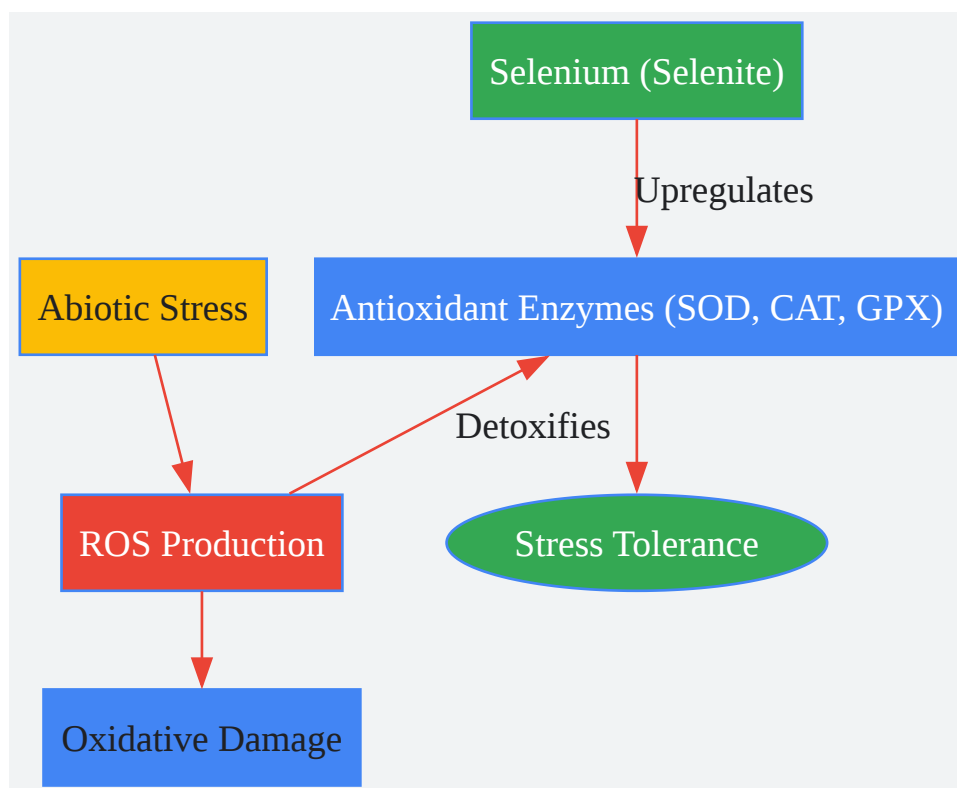 Selenium (Selenite)
Upregulates
Abiotic Stress
Antioxidant Enzymes (SOD, CAT, GPX)
Detoxifies
ROS Production
Stress Tolerance
Oxidative Damage